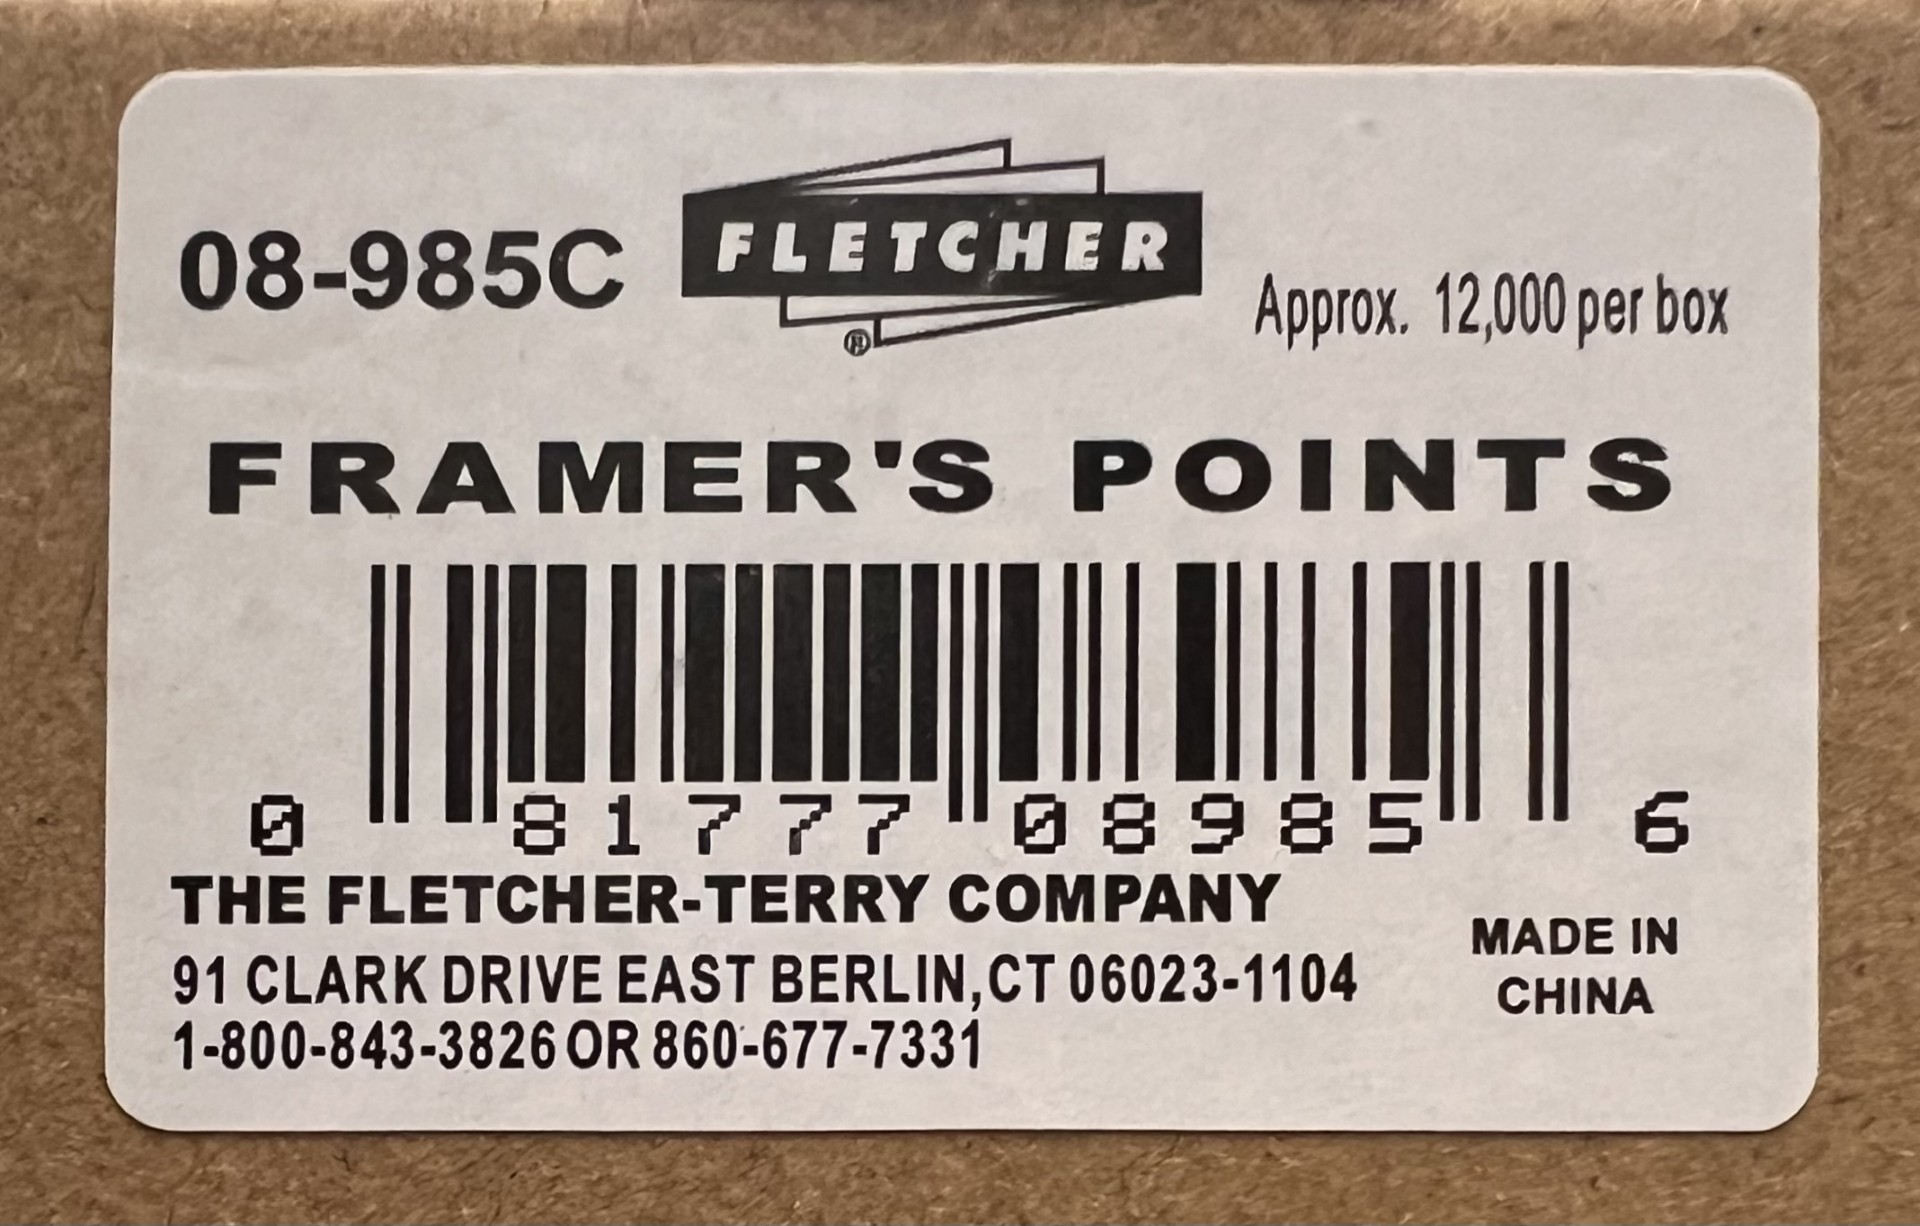 08-985C
FLETCHER
®
Approx. 12,000 per box
FRAMER'S POINTS
0 81777 08985 6
THE FLETCHER-TERRY COMPANY
91 CLARK DRIVE EAST BERLIN,CT 06023-1104
1-800-843-3826 OR 860-677-7331
MADE IN
CHINA